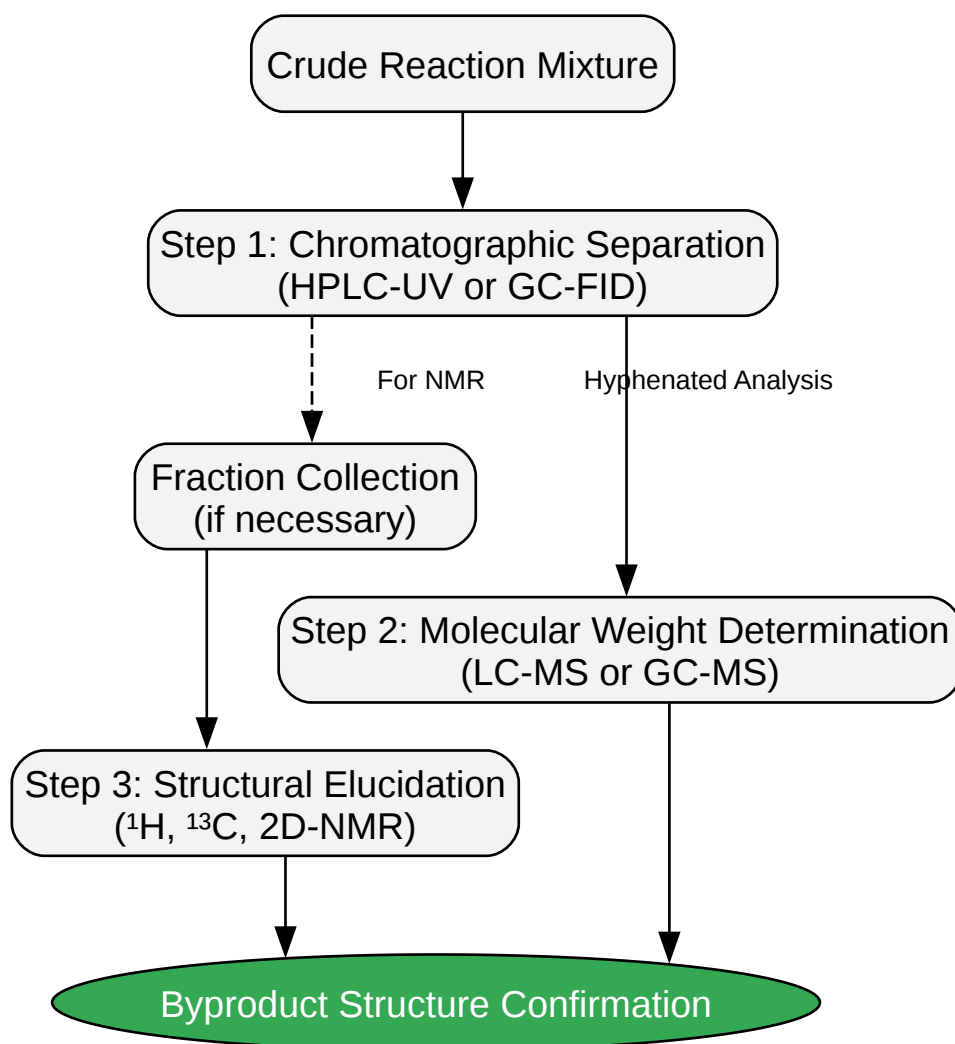 Crude Reaction Mixture
Step 1: Chromatographic Separation
(HPLC-UV or GC-FID)
For NMR
Hyphenated Analysis
Fraction Collection
(if necessary)
Step 2: Molecular Weight Determination
(LC-MS or GC-MS)
Step 3: Structural Elucidation
(¹H, ¹³C, 2D-NMR)
Byproduct Structure Confirmation